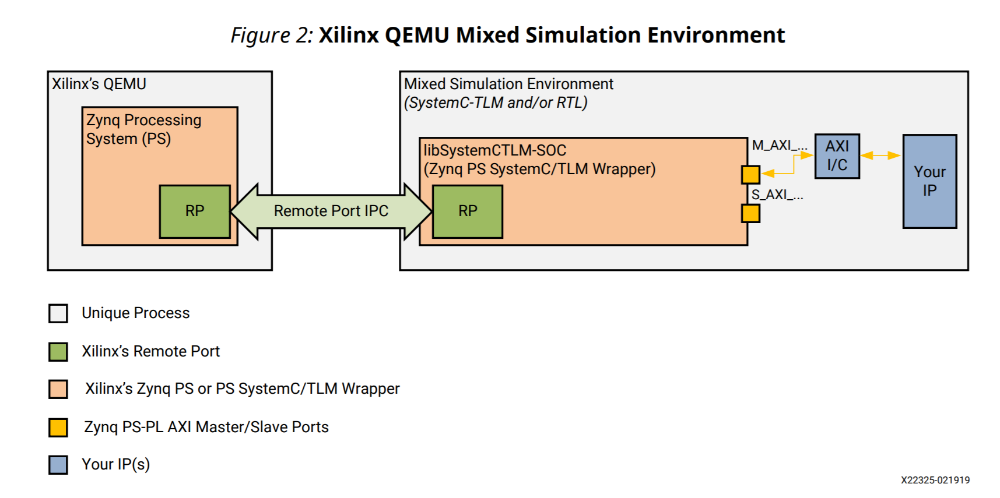 Figure 2: Xilinx QEMU Mixed Simulation Environment
Xilinx’s QEMU
Zynq Processing
System (PS)
RP
Remote Port IPC
Mixed Simulation Environment
(SystemC-TLM and/or RTL)
libSystemCTLM-SOC
(Zynq PS SystemC/TLM Wrapper)
RP
M_AXI_...
S_AXI_...
AXI
I/C
Your
IP
Unique Process
Xilinx’s Remote Port
Xilinx’s Zynq PS or PS SystemC/TLM Wrapper
Zynq PS-PL AXI Master/Slave Ports
Your IP(s)
X22325-021919